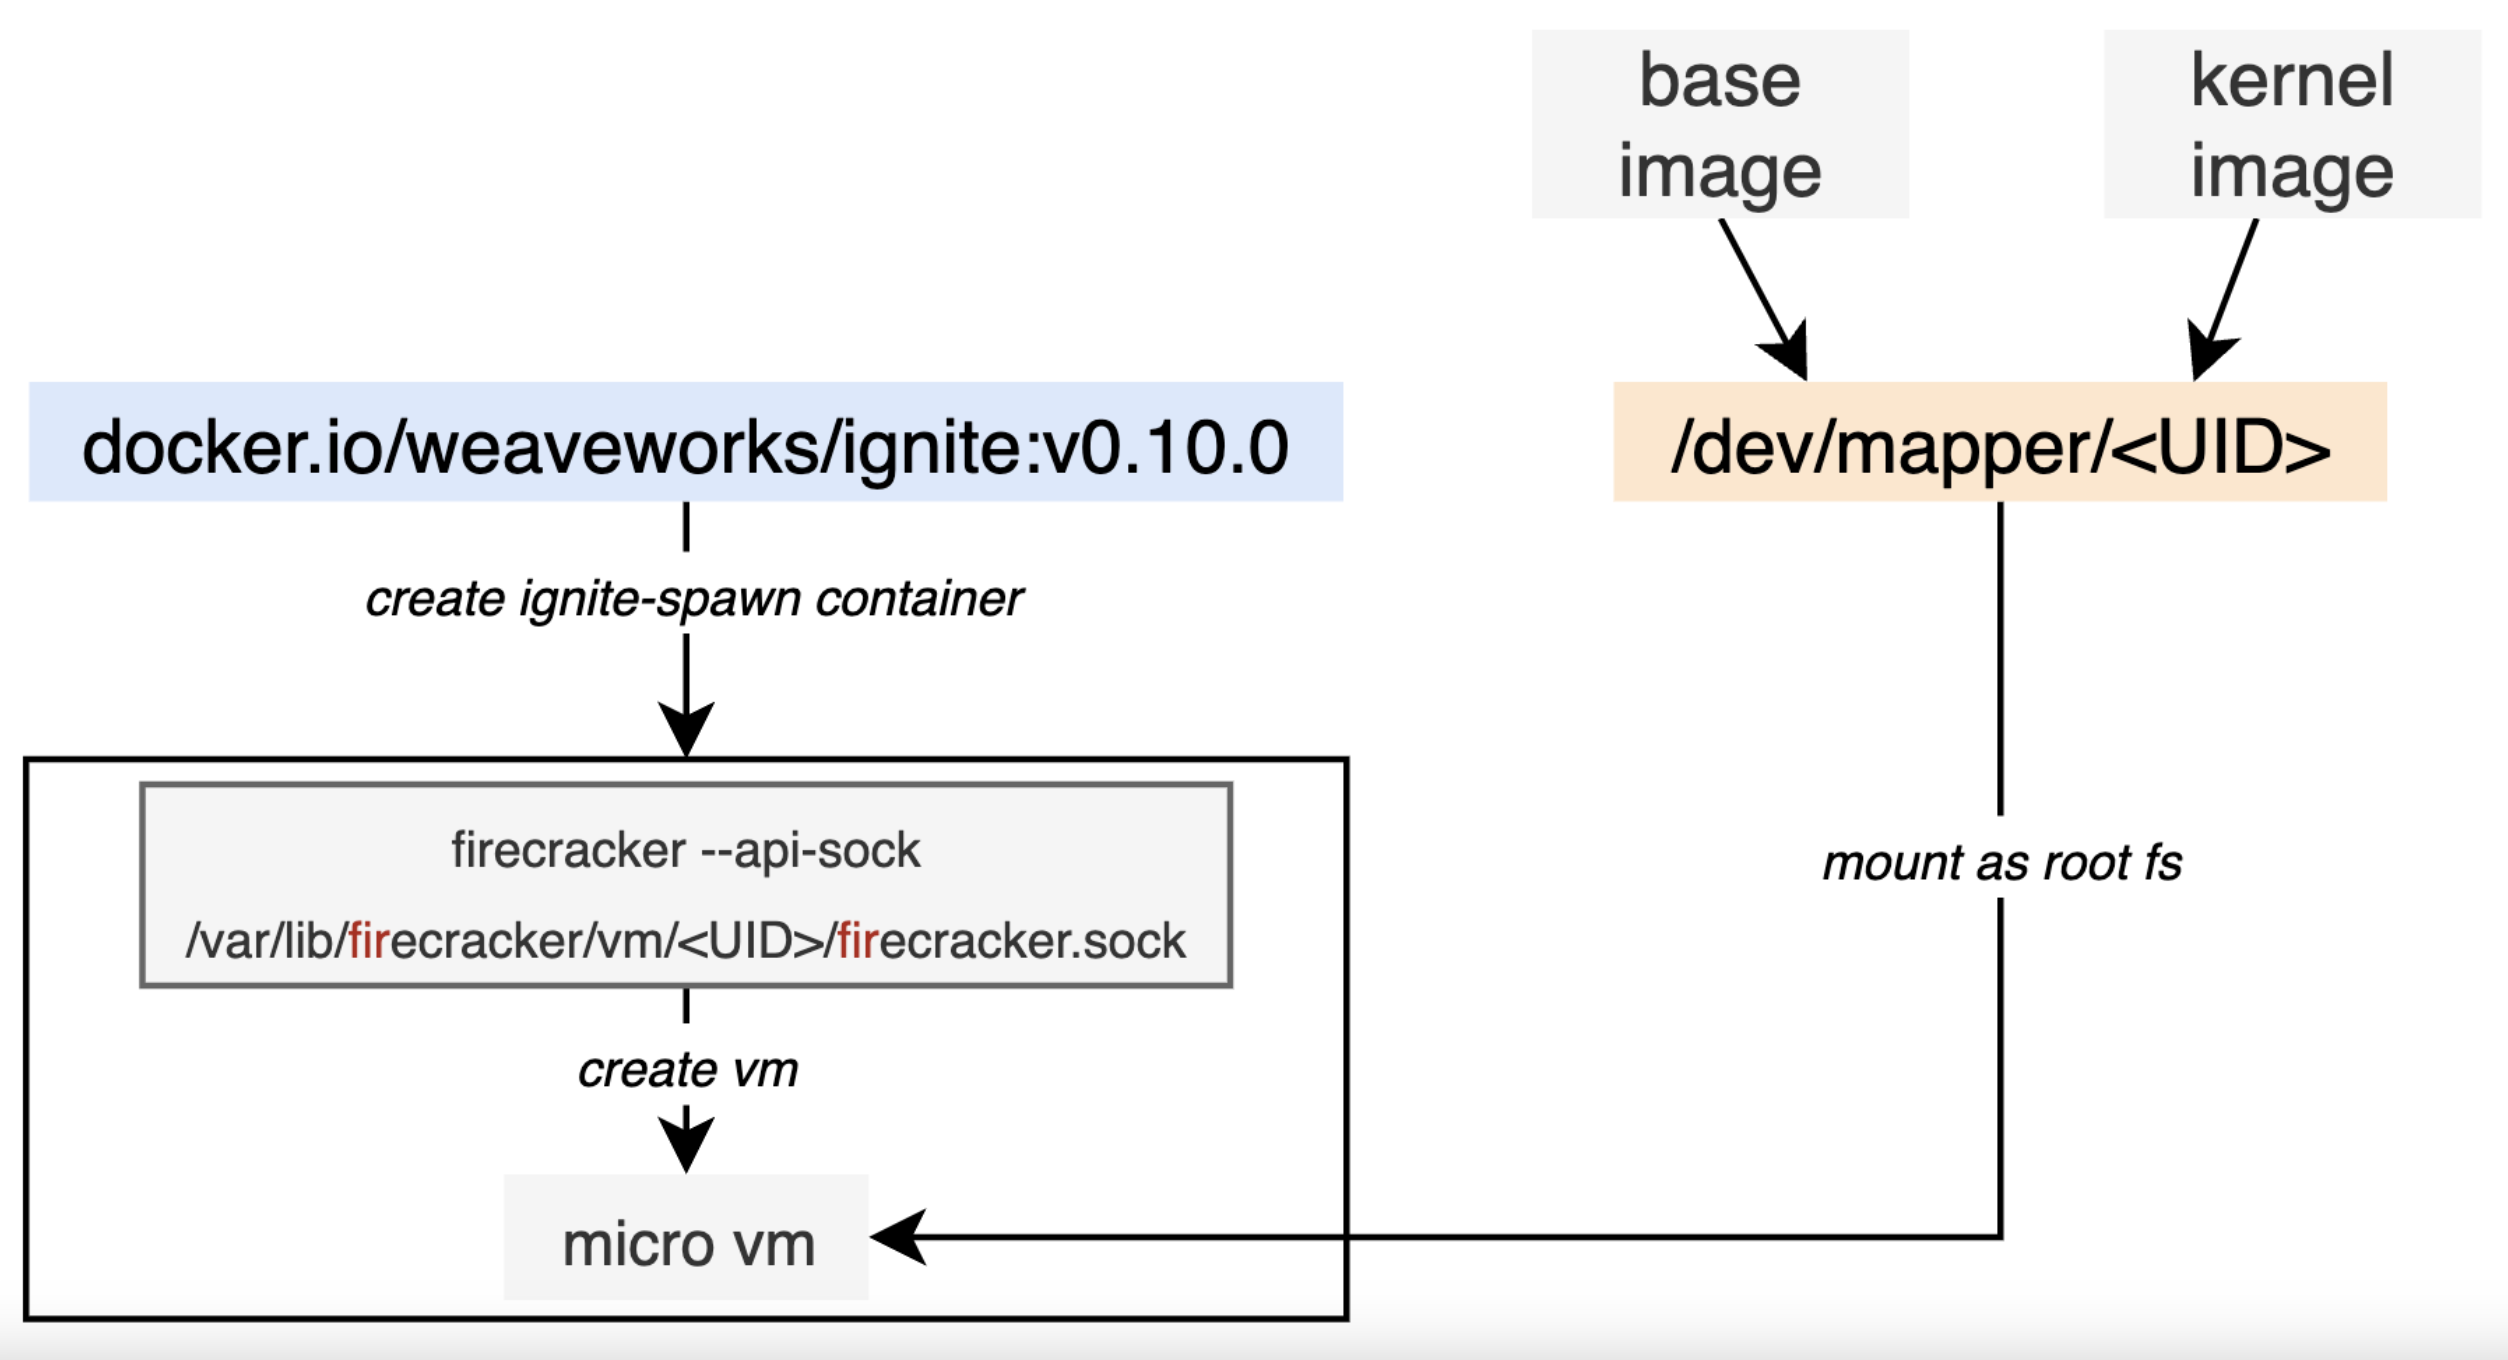 base
image
kernel
image
docker.io/weaveworks/ignite:v0.10.0
/dev/mapper/<UID>
create ignite-spawn container
firecracker --api-sock
/var/lib/firecracker/vm/<UID>/firecracker.sock
mount as root fs
create vm
micro vm